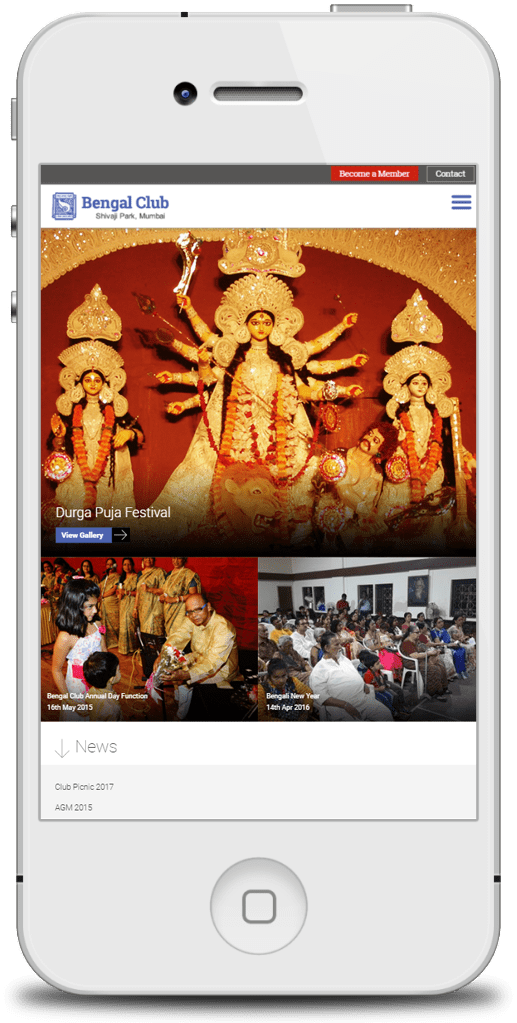 Become a Member
Contact
Bengal Club
Shivaji Park, Mumbai
Durga Puja Festival
View Gallery
Bengal Club Annual Day Function
16th May 2015
Bengali New Year
14th Apr 2016
News
Club Picnic 2017
AGM 2015